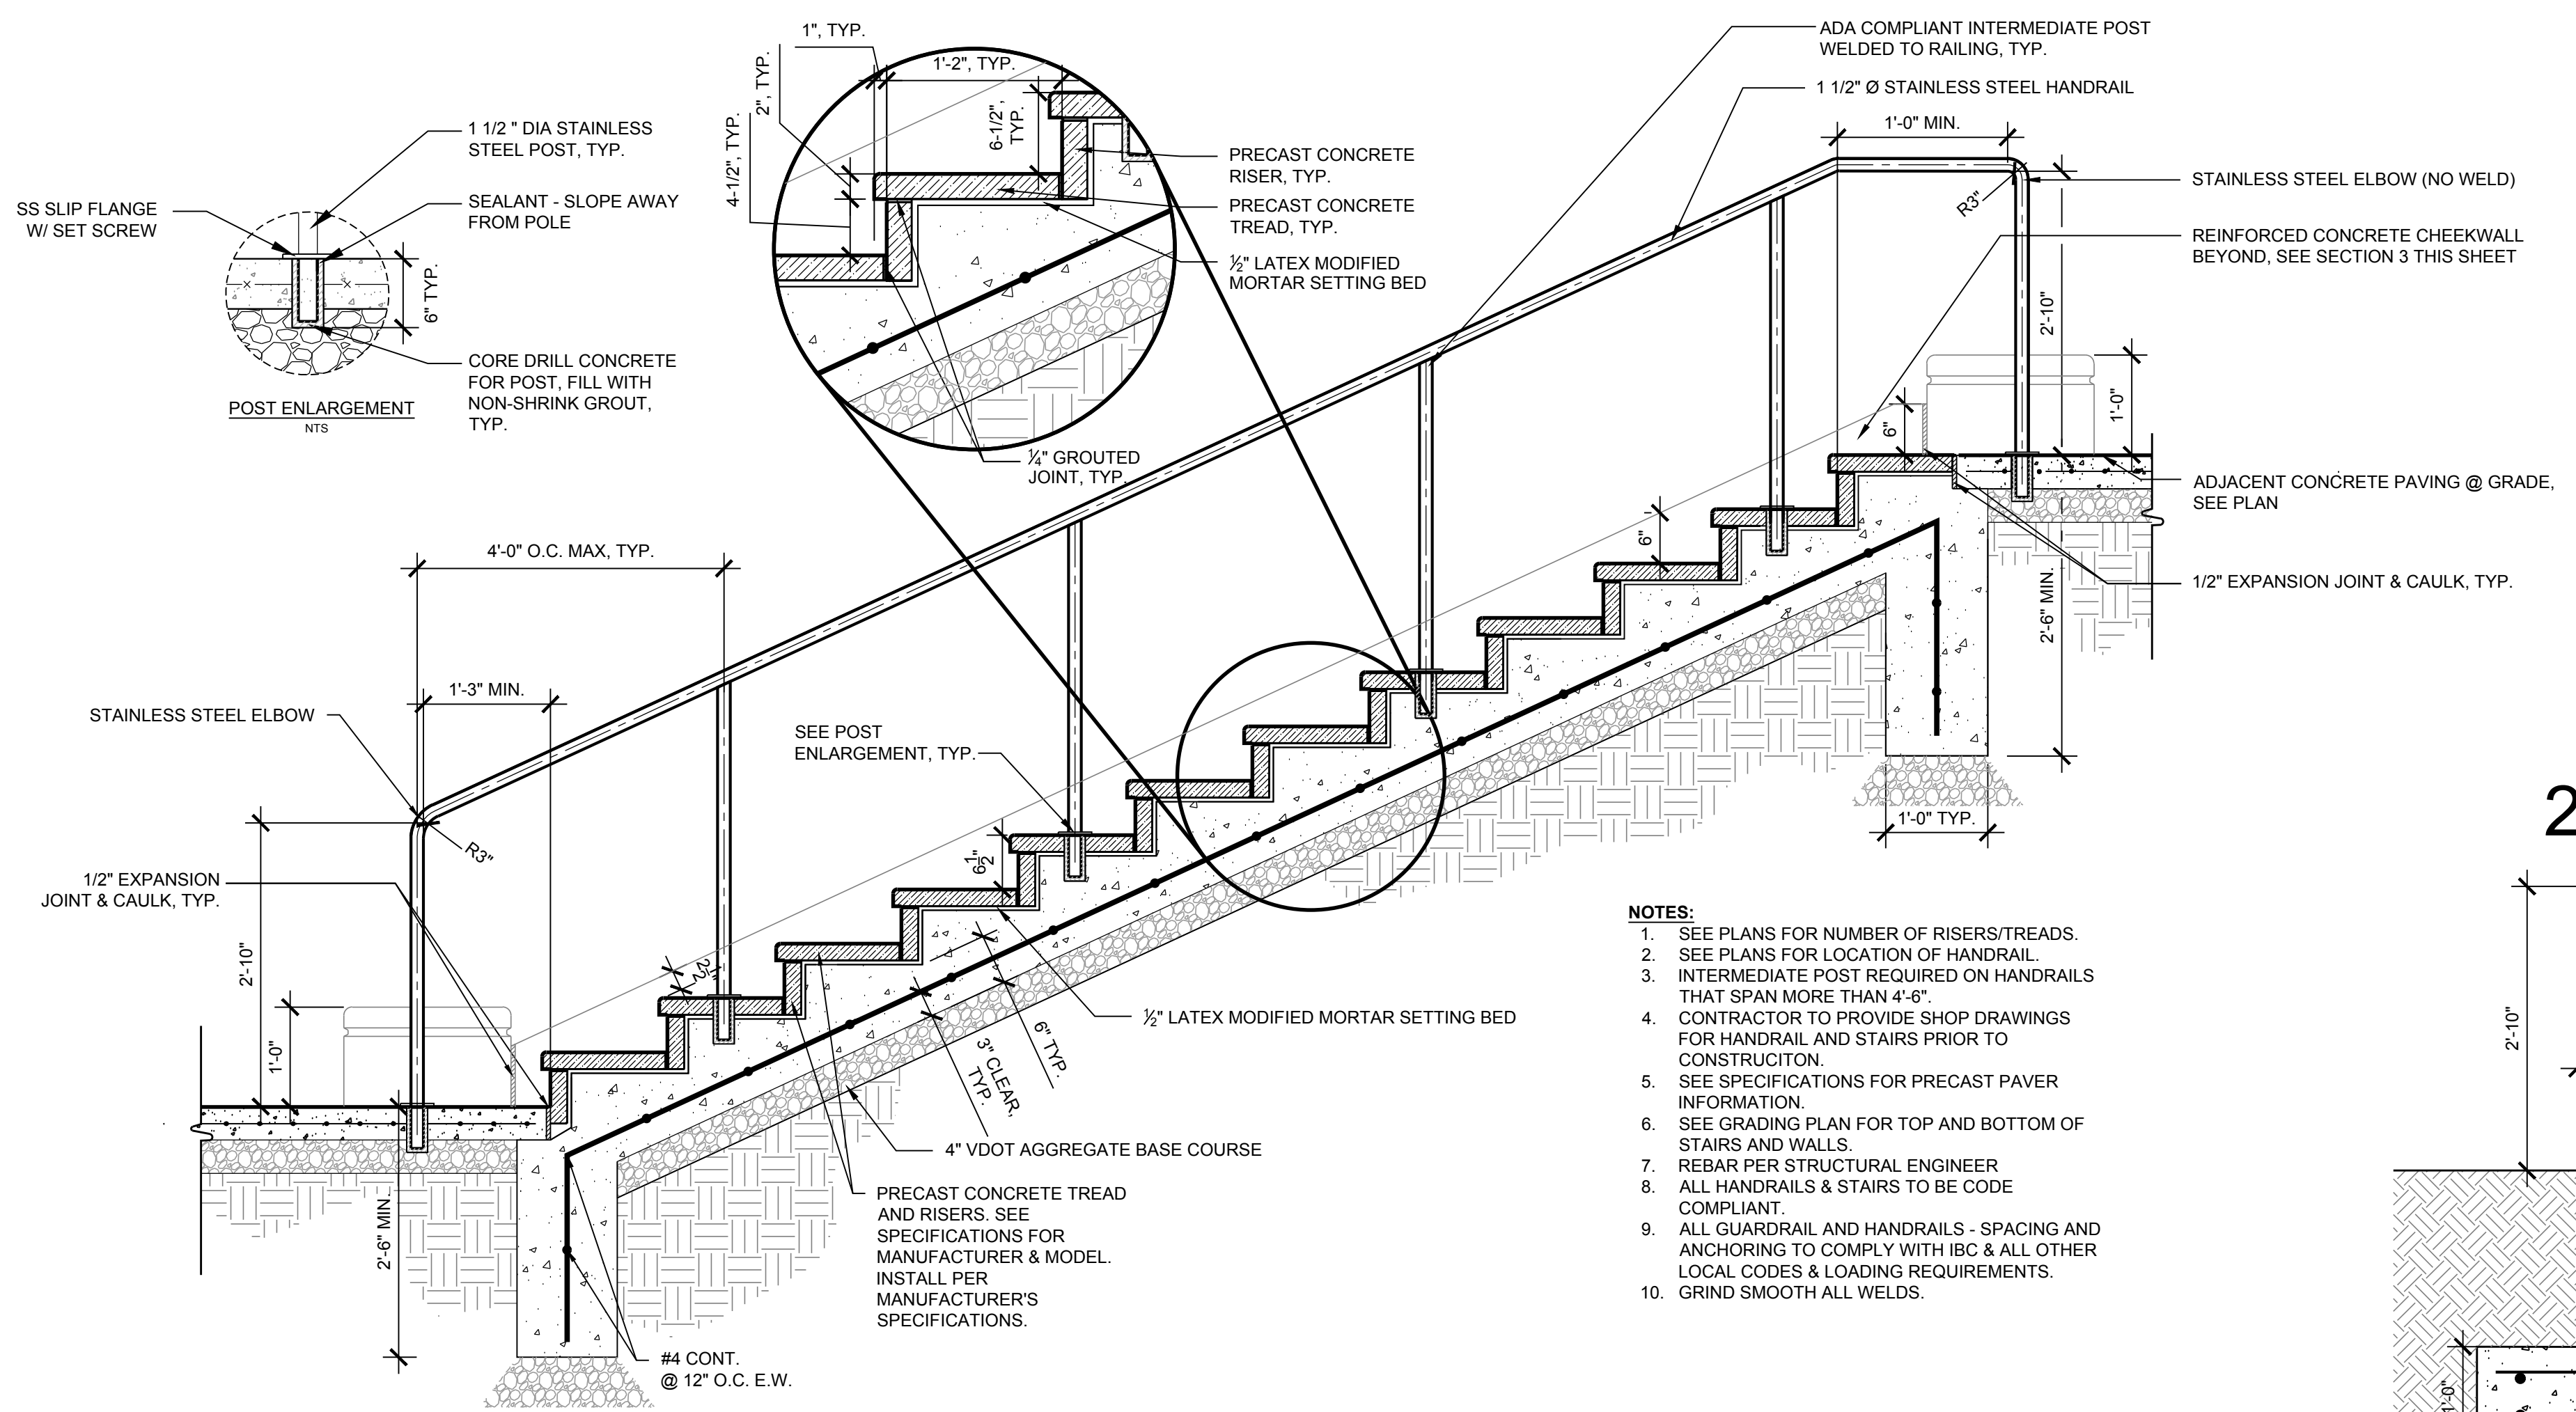 1 1/2 " DIA STAINLESS
STEEL POST, TYP.
SS SLIP FLANGE
W/ SET SCREW
SEALANT - SLOPE AWAY
FROM POLE
6" TYP.
CORE DRILL CONCRETE
FOR POST, FILL WITH
NON-SHRINK GROUT,
TYP.
POST ENLARGEMENT
NTS
1", TYP.
2", TYP.
4-1/2", TYP.
1'-2", TYP.
6-1/2",
TYP.
PRECAST CONCRETE
RISER, TYP.
PRECAST CONCRETE
TREAD, TYP.
½" LATEX MODIFIED
MORTAR SETTING BED
¼" GROUTED
JOINT, TYP.
ADA COMPLIANT INTERMEDIATE POST
WELDED TO RAILING, TYP.
1 1/2" Ø STAINLESS STEEL HANDRAIL
1'-0" MIN.
R3"
STAINLESS STEEL ELBOW (NO WELD)
REINFORCED CONCRETE CHEEKWALL
BEYOND, SEE SECTION 3 THIS SHEET
2'-10"
1'-0"
6"
ADJACENT CONCRETE PAVING @ GRADE,
SEE PLAN
1/2" EXPANSION JOINT & CAULK, TYP.
2'-6" MIN.
1'-0" TYP.
6"
4'-0" O.C. MAX, TYP.
1'-3" MIN.
STAINLESS STEEL ELBOW
R3"
SEE POST
ENLARGEMENT, TYP.
6½"
1/2" EXPANSION
JOINT & CAULK, TYP.
2'-10"
1'-0"
2½"
6" TYP.
3" CLEAR,
TYP.
½" LATEX MODIFIED MORTAR SETTING BED
4" VDOT AGGREGATE BASE COURSE
PRECAST CONCRETE TREAD
AND RISERS. SEE
SPECIFICATIONS FOR
MANUFACTURER & MODEL.
INSTALL PER
MANUFACTURER'S
SPECIFICATIONS.
2'-6" MIN.
#4 CONT.
@ 12" O.C. E.W.
NOTES:
1. SEE PLANS FOR NUMBER OF RISERS/TREADS.
2. SEE PLANS FOR LOCATION OF HANDRAIL.
3. INTERMEDIATE POST REQUIRED ON HANDRAILS
THAT SPAN MORE THAN 4'-6".
4. CONTRACTOR TO PROVIDE SHOP DRAWINGS
FOR HANDRAIL AND STAIRS PRIOR TO
CONSTRUCITON.
5. SEE SPECIFICATIONS FOR PRECAST PAVER
INFORMATION.
6. SEE GRADING PLAN FOR TOP AND BOTTOM OF
STAIRS AND WALLS.
7. REBAR PER STRUCTURAL ENGINEER
8. ALL HANDRAILS & STAIRS TO BE CODE
COMPLIANT.
9. ALL GUARDRAIL AND HANDRAILS - SPACING AND
ANCHORING TO COMPLY WITH IBC & ALL OTHER
LOCAL CODES & LOADING REQUIREMENTS.
10. GRIND SMOOTH ALL WELDS.
2
2'-10"
1'-0"